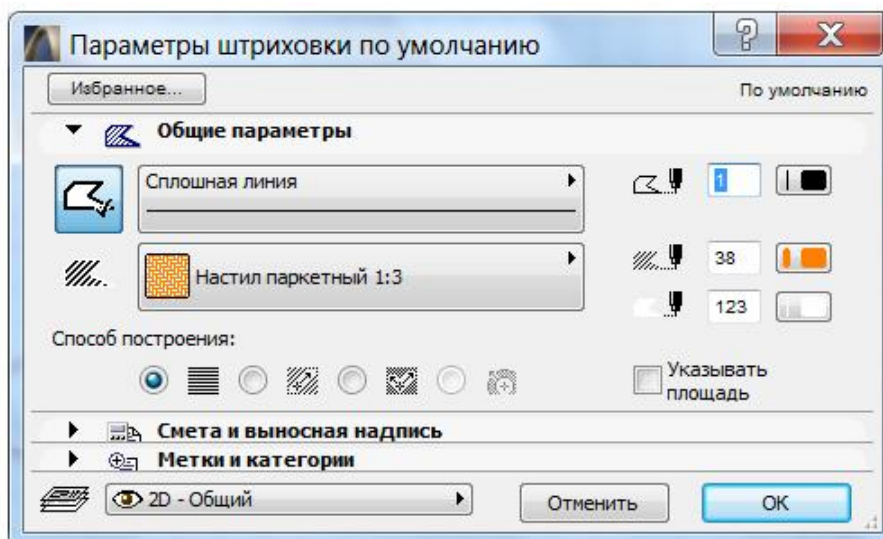 Параметры штриховки по умолчанию
Избранное... По умолчанию
Общие параметры
Сплошная линия 1
Настил паркетный 1:3 38
123
Способ построения:
Указывать
площадь
Смета и выносная надпись
Метки и категории
2D - Общий Отменить OK